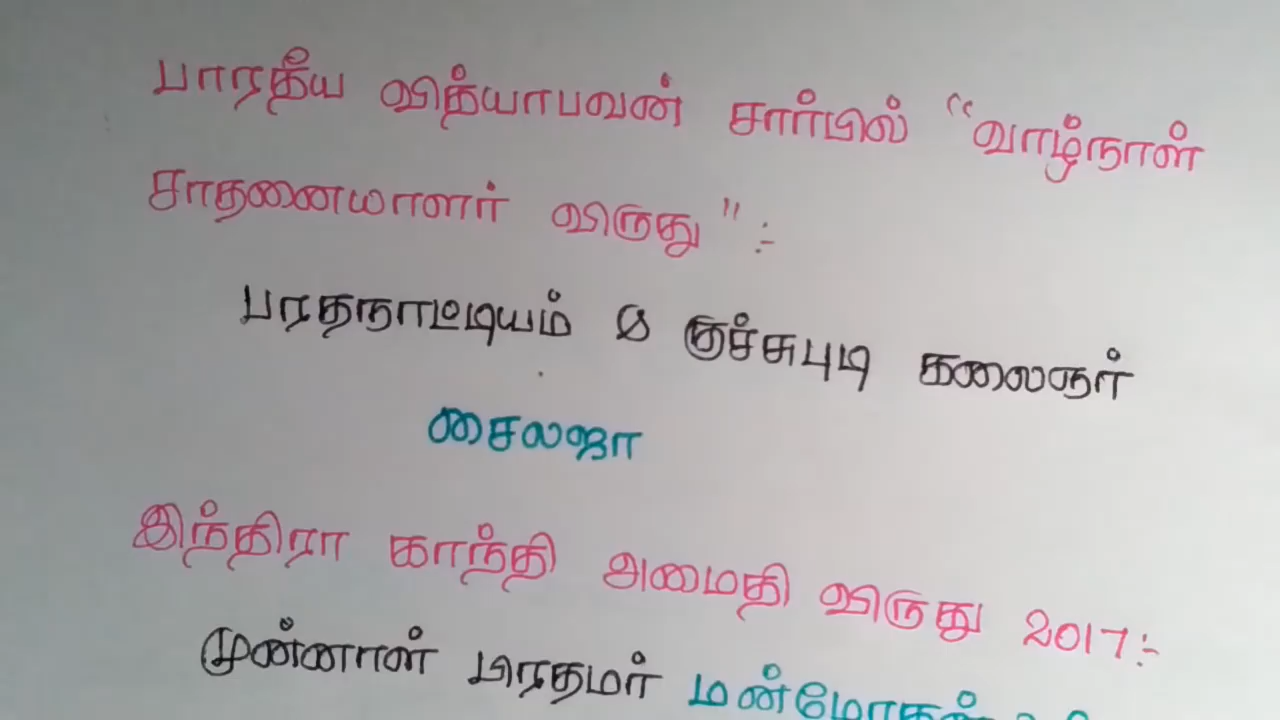 பாரதீய வித்யாபவன் சார்பில் “வாழ்நாள்
சாதனையாளர் விருது” :-
பரதநாட்டியம் & குச்சுபுடி கலைஞர்
சைலஜா
இந்திரா காந்தி அமைதி விருது 2017:-
முன்னாள் பிரதமர் மன்மோகன்